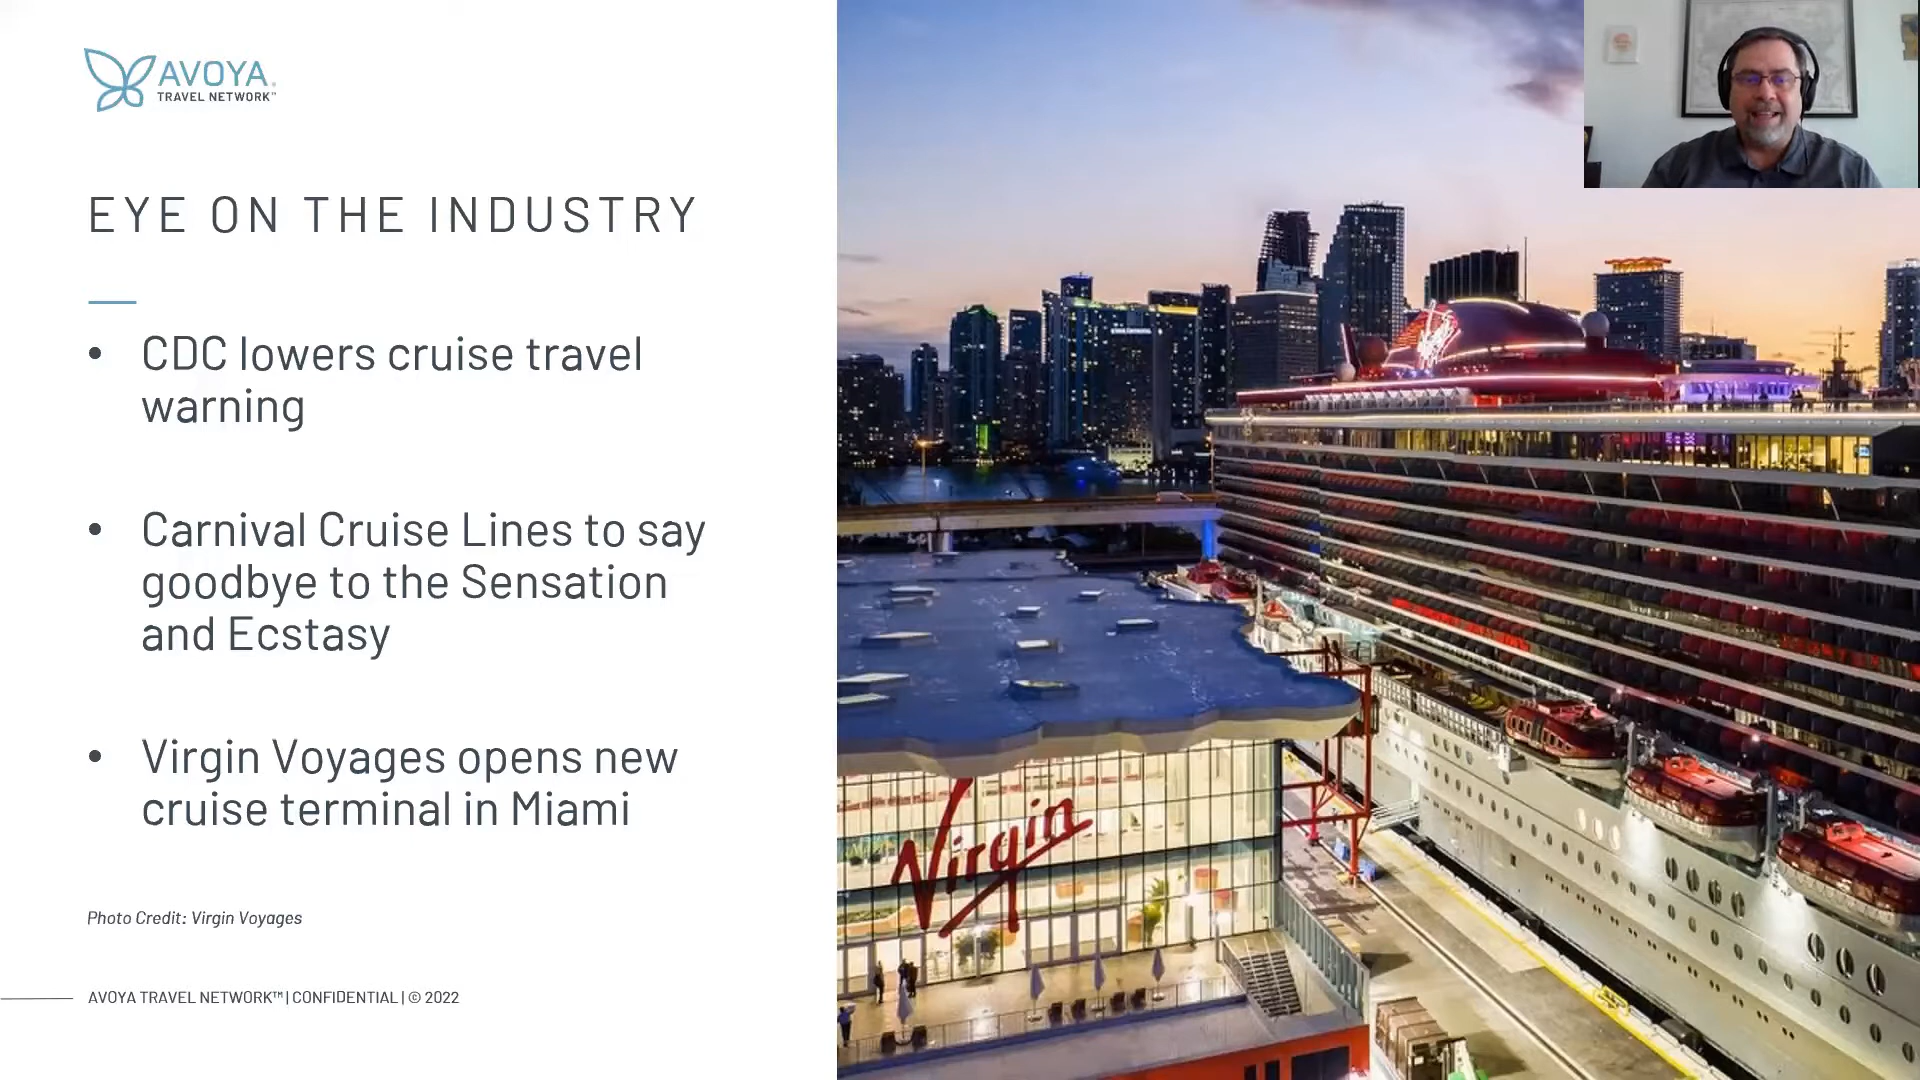 AVOYA
TRAVEL NETWORK™
EYE ON THE INDUSTRY
• CDC lowers cruise travel
warning
• Carnival Cruise Lines to say
goodbye to the Sensation
and Ecstasy
• Virgin Voyages opens new
cruise terminal in Miami
Photo Credit: Virgin Voyages
AVOYA TRAVEL NETWORK™ | CONFIDENTIAL | © 2022
Virgin